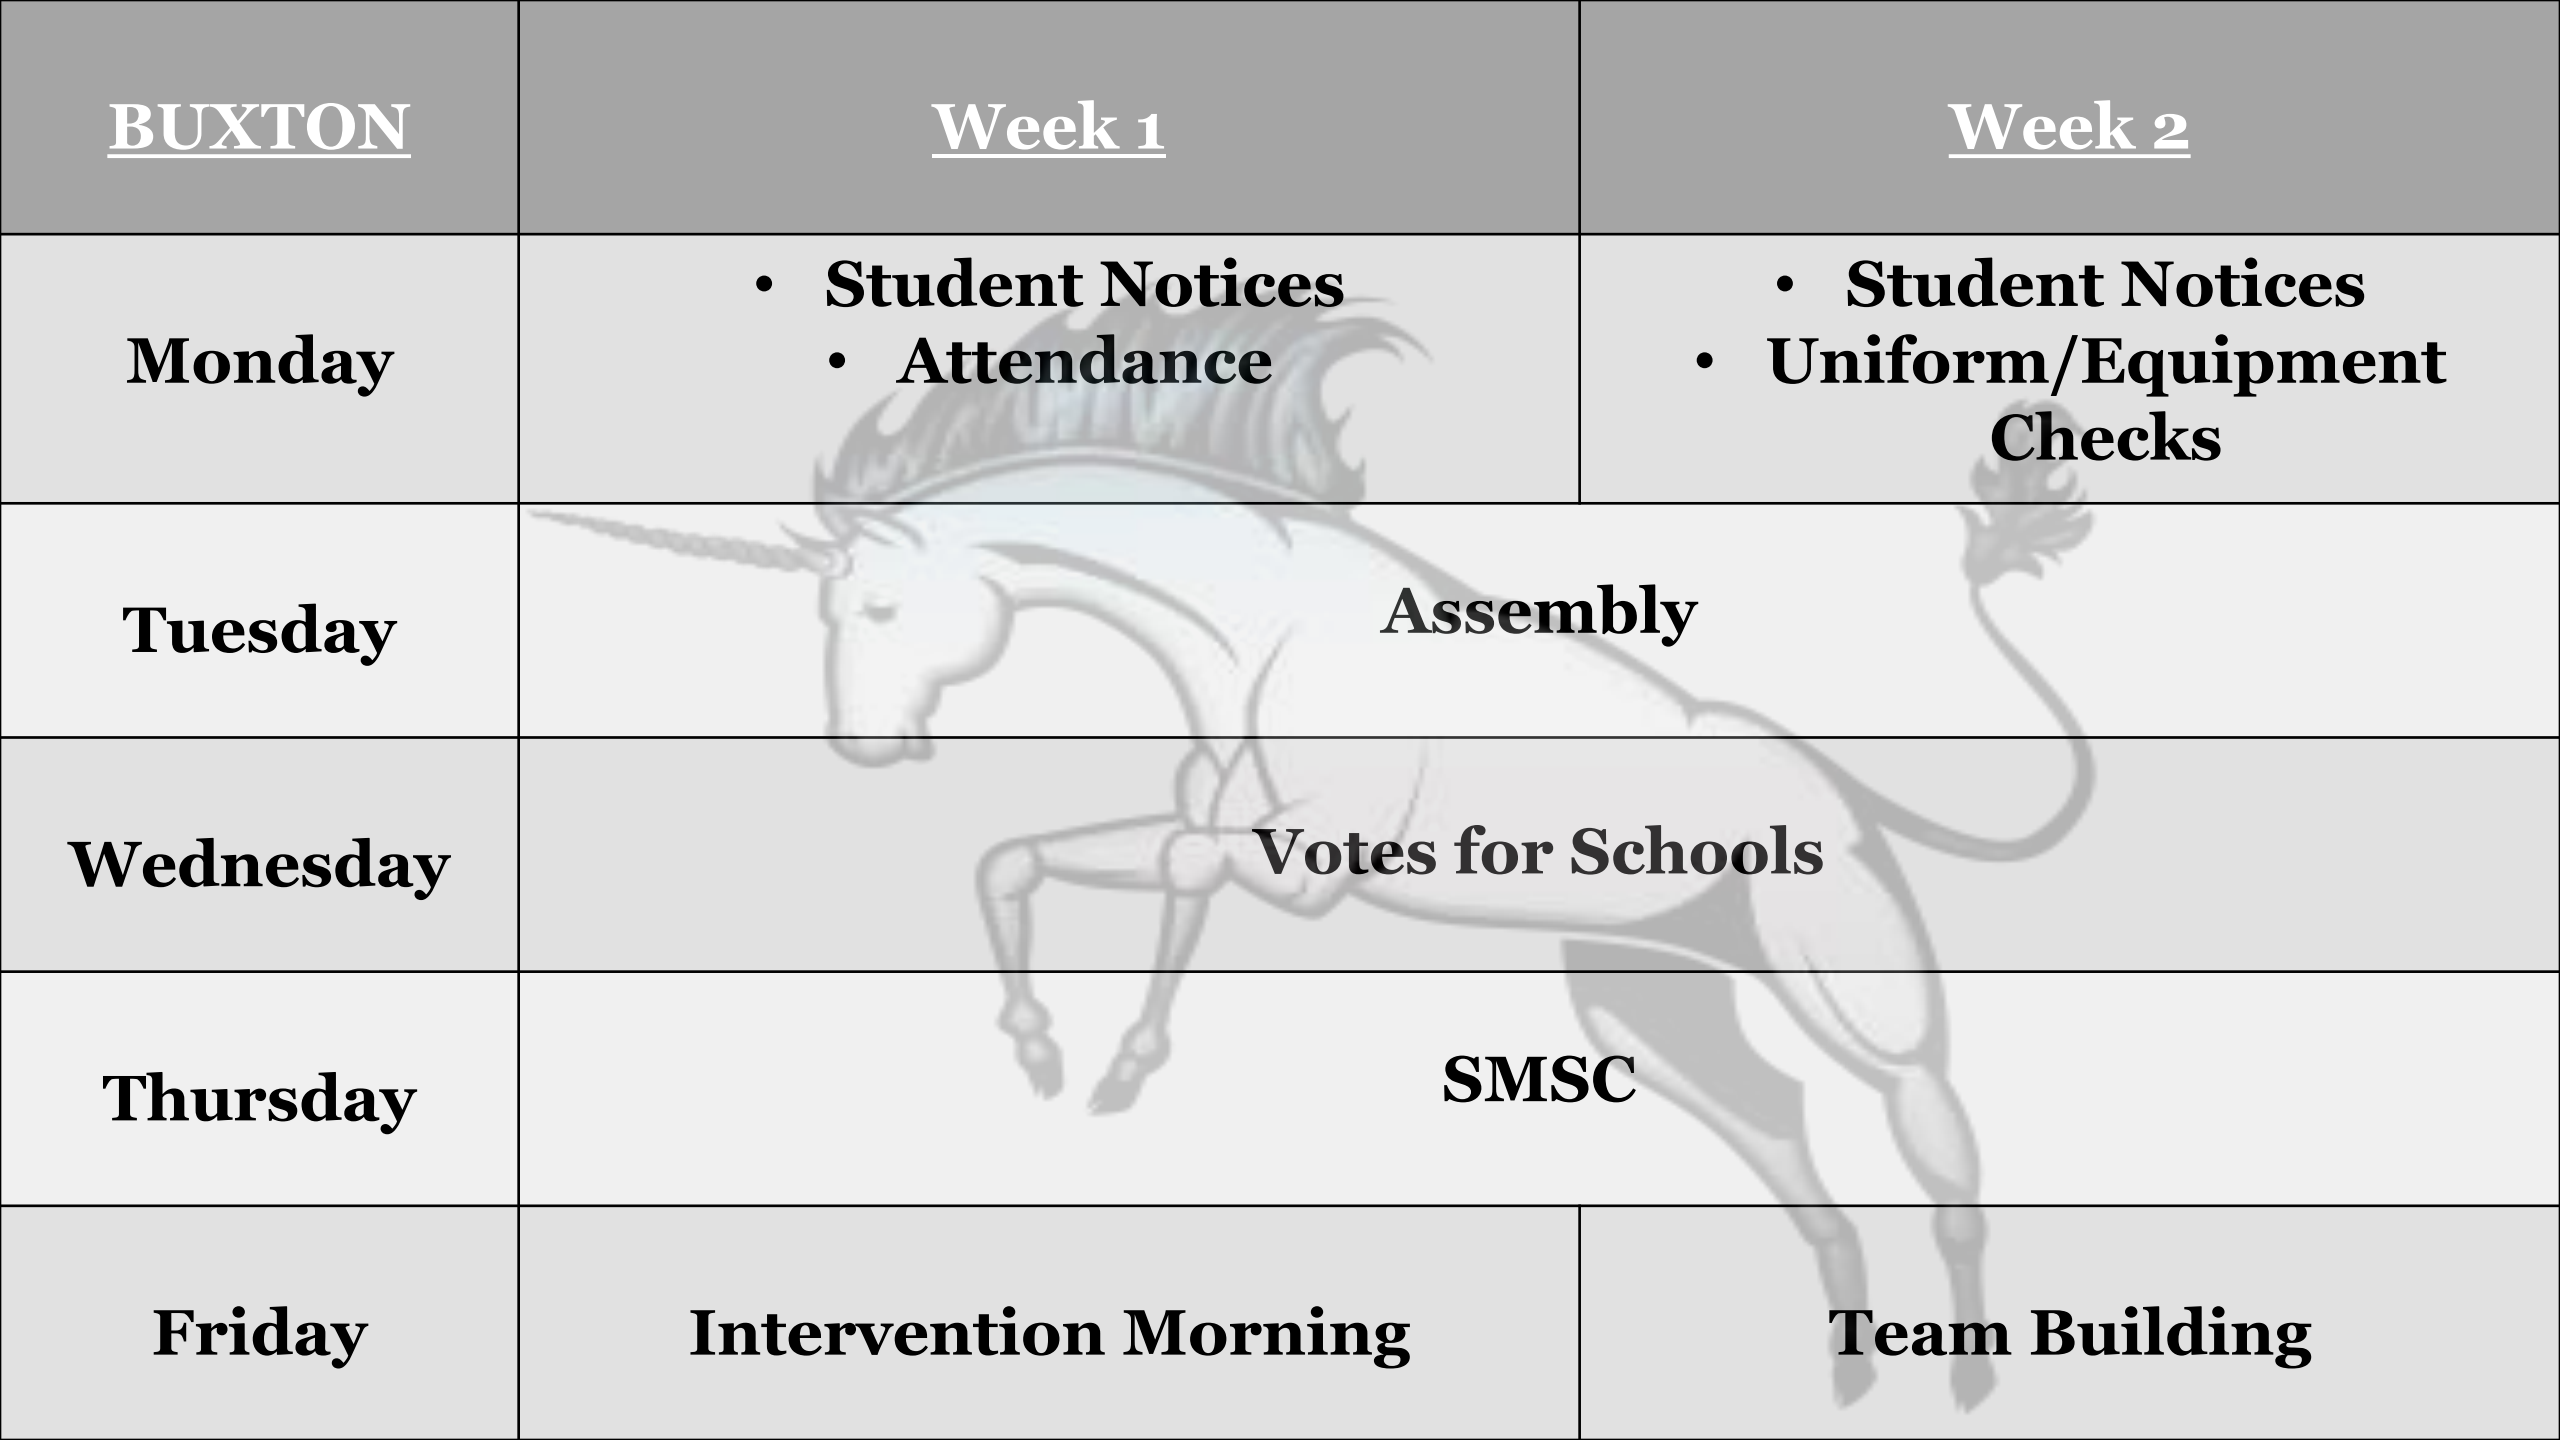 BUXTON
Week 1
Week 2
Monday
• Student Notices
• Attendance
• Student Notices
• Uniform/Equipment
Checks
Tuesday
Assembly
Wednesday
Votes for Schools
Thursday
SMSC
Friday
Intervention Morning
Team Building